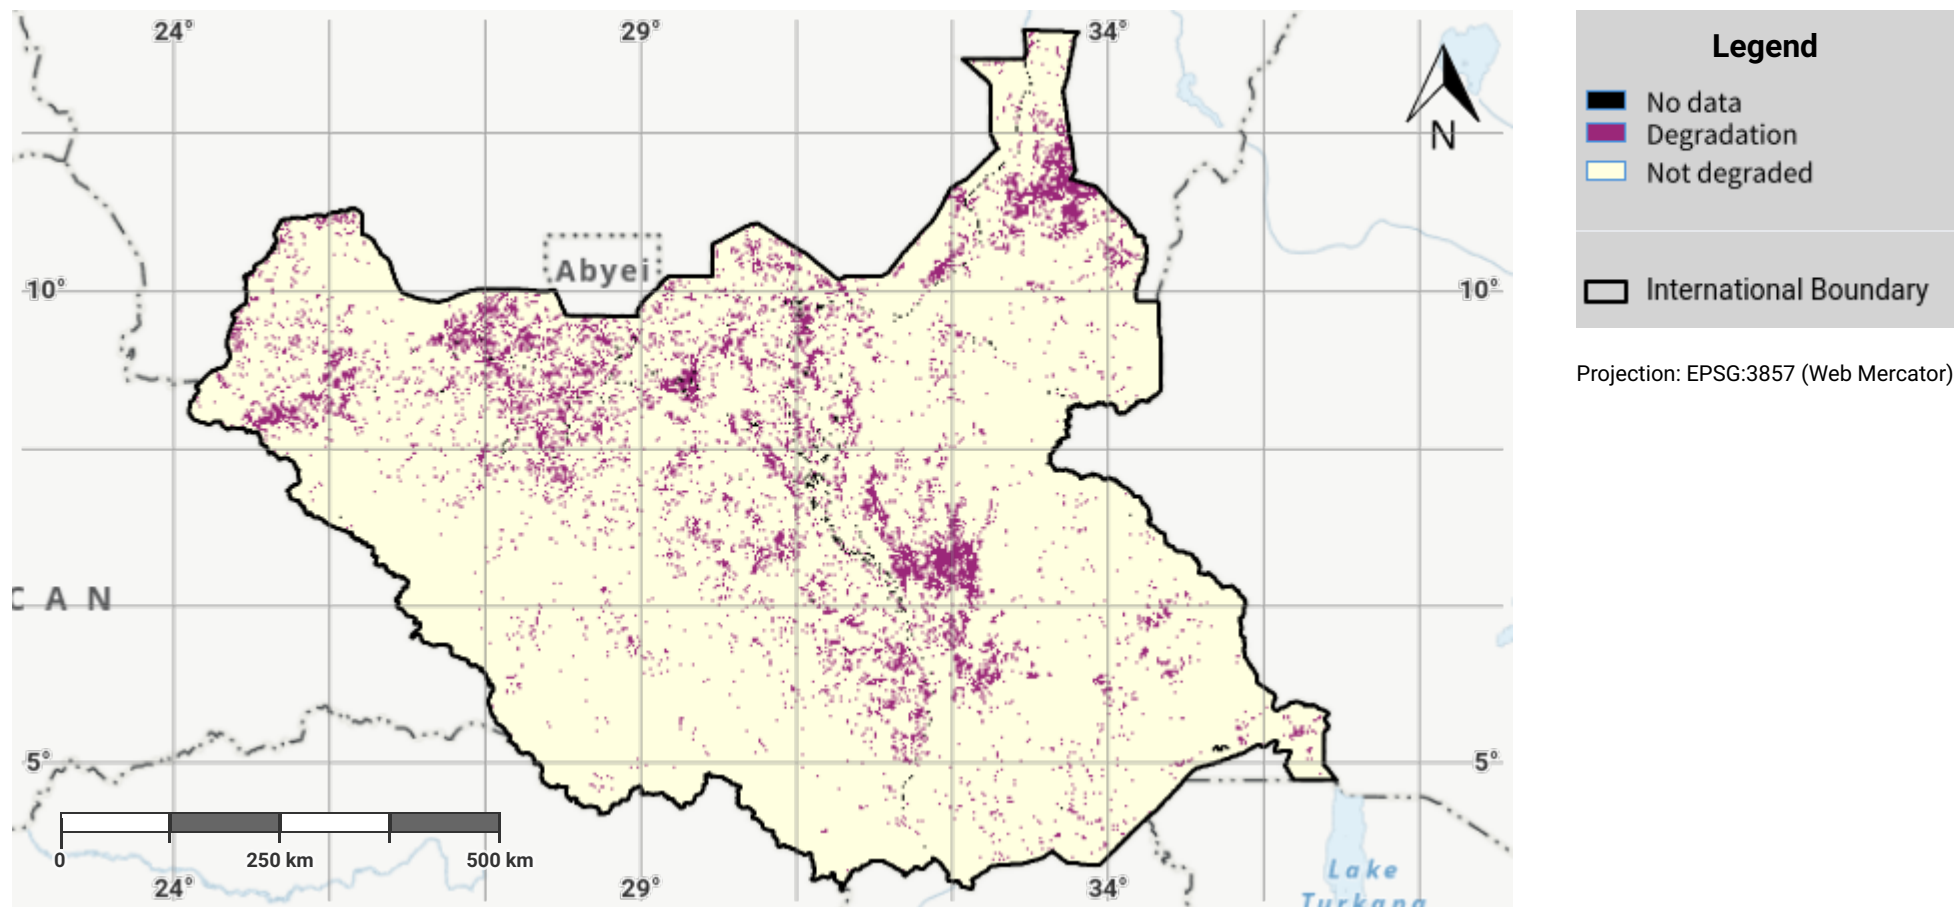 24°
29°
34°
N
Abyei
10°
10°
C A N
5°
5°
0
250 km
500 km
24°
29°
34°
Lake
Turkana
Legend
No data
Degradation
Not degraded
International Boundary
Projection: EPSG:3857 (Web Mercator)